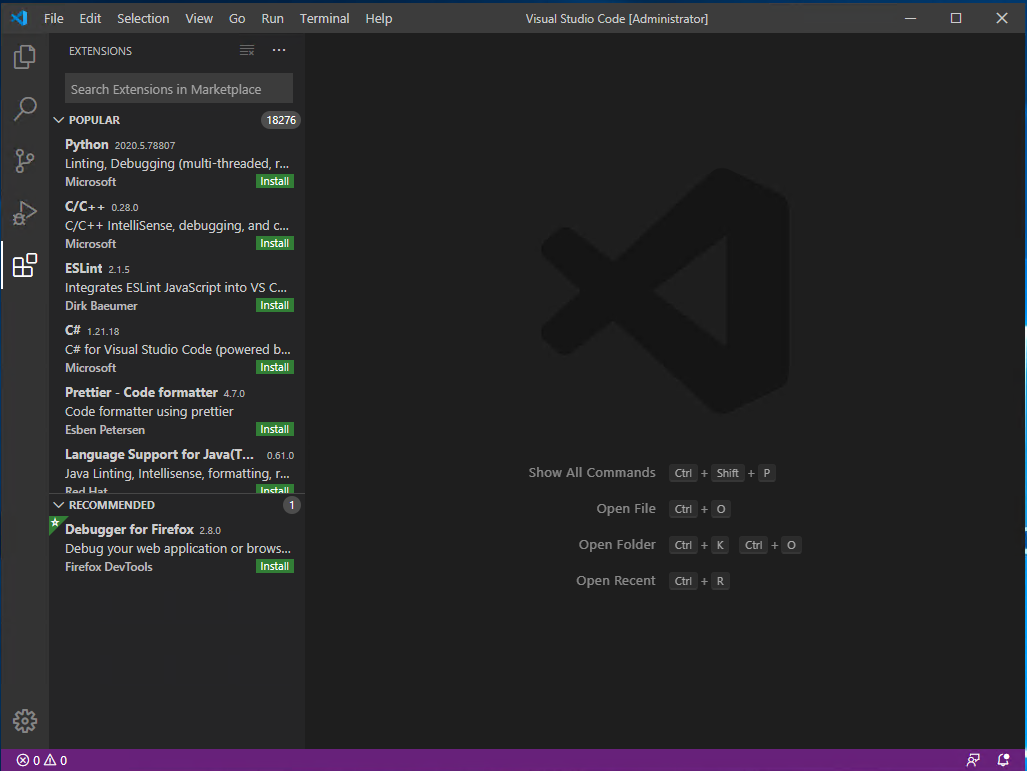 File Edit Selection View Go Run Terminal Help
Visual Studio Code [Administrator]
EXTENSIONS
Search Extensions in Marketplace
POPULAR 18276
Python 2020.5.78807
Linting, Debugging (multi-threaded, r...
Microsoft Install
C/C++ 0.28.0
C/C++ IntelliSense, debugging, and c...
Microsoft Install
ESLint 2.1.5
Integrates ESLint JavaScript into VS C...
Dirk Baeumer Install
C# 1.21.18
C# for Visual Studio Code (powered b...
Microsoft Install
Prettier - Code formatter 4.7.0
Code formatter using prettier
Esben Petersen Install
Language Support for Java(T... 0.61.0
Java Linting, Intellisense, formatting, r...
Red Hat Install
RECOMMENDED 1
Debugger for Firefox 2.8.0
Debug your web application or brows...
Firefox DevTools Install
Show All Commands Ctrl + Shift + P
Open File Ctrl + O
Open Folder Ctrl + K Ctrl + O
Open Recent Ctrl + R
0 0